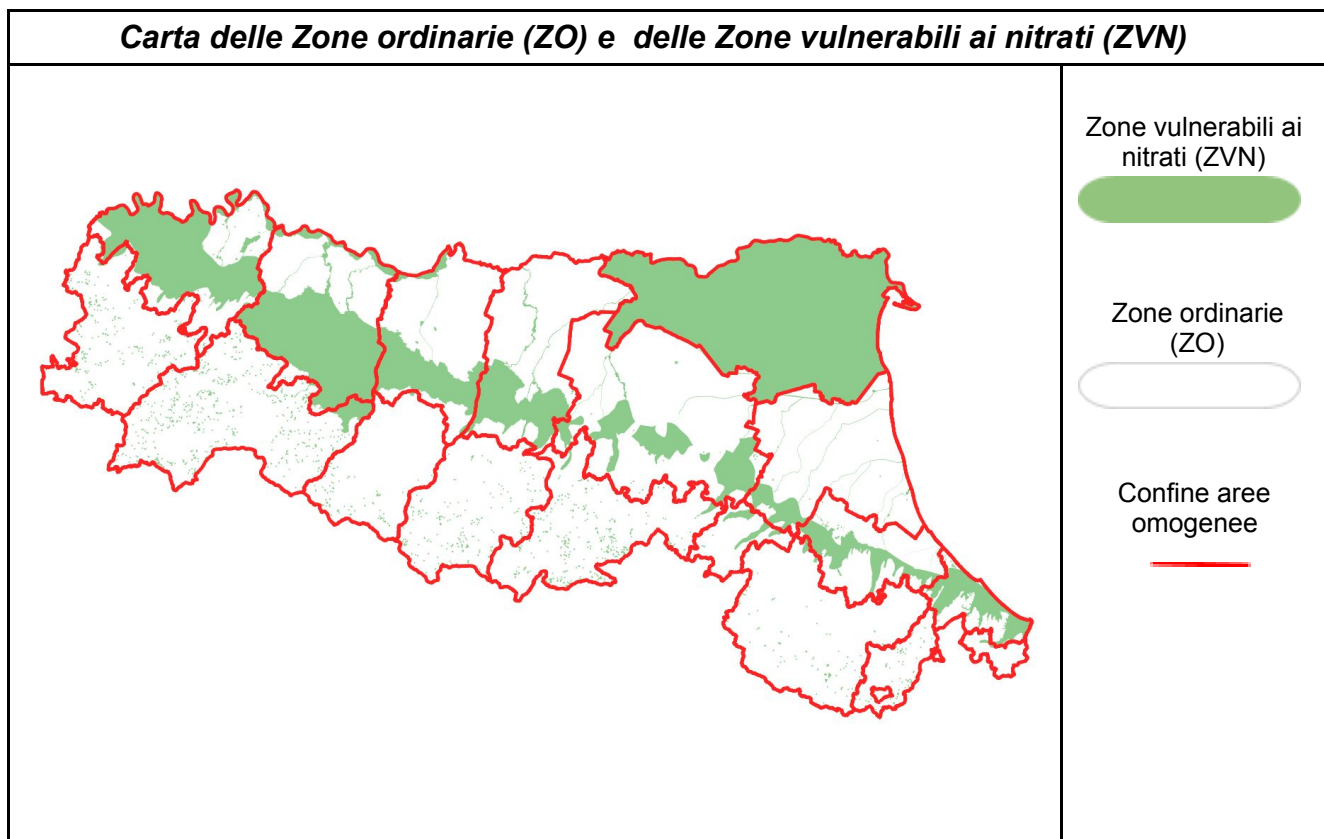 Carta delle Zone ordinarie (ZO) e  delle Zone vulnerabili ai nitrati (ZVN)
Zone vulnerabili ai
nitrati (ZVN)
Zone ordinarie
(ZO)
Confine aree
omogenee